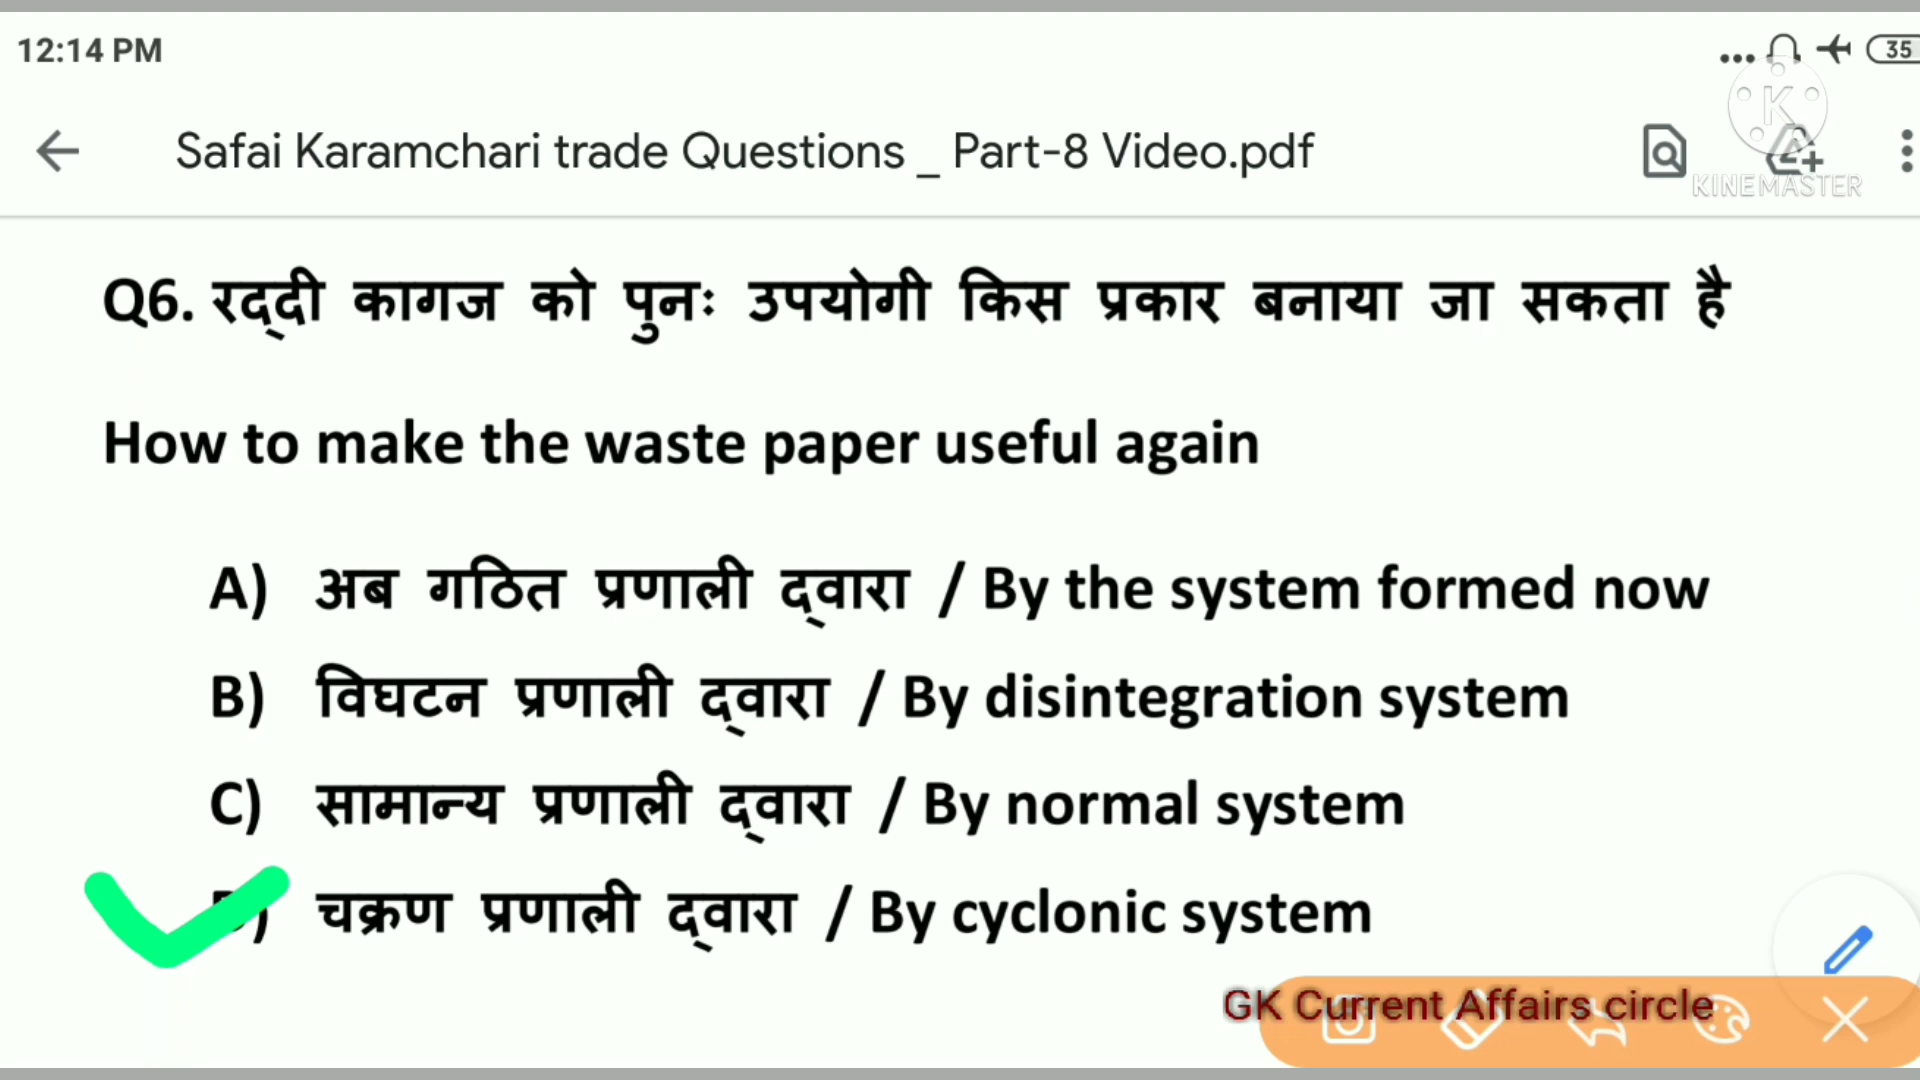 12:14 PM
35
Safai Karamchari trade Questions _ Part-8 Video.pdf
KINEMASTER
Q6. रद्दी कागज को पुनः उपयोगी किस प्रकार बनाया जा सकता है
How to make the waste paper useful again
A) अब गठित प्रणाली द्वारा / By the system formed now
B) विघटन प्रणाली द्वारा / By disintegration system
C) सामान्य प्रणाली द्वारा / By normal system
D) चक्रण प्रणाली द्वारा / By cyclonic system
GK Current Affairs circle